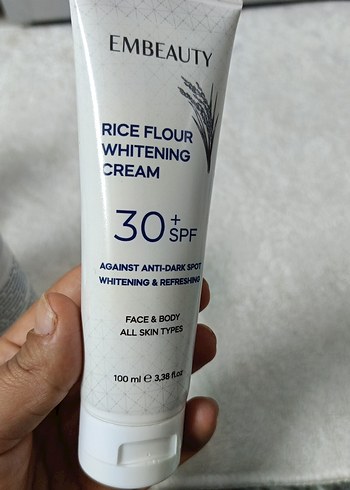 EMBEAUTY
RICE FLOUR
WHITENING
CREAM
30+
SPF
AGAINST ANTI-DARK SPOT
WHITENING & REFRESHING
FACE & BODY
ALL SKIN TYPES
100 ml ℮ 3,38 fl.oz